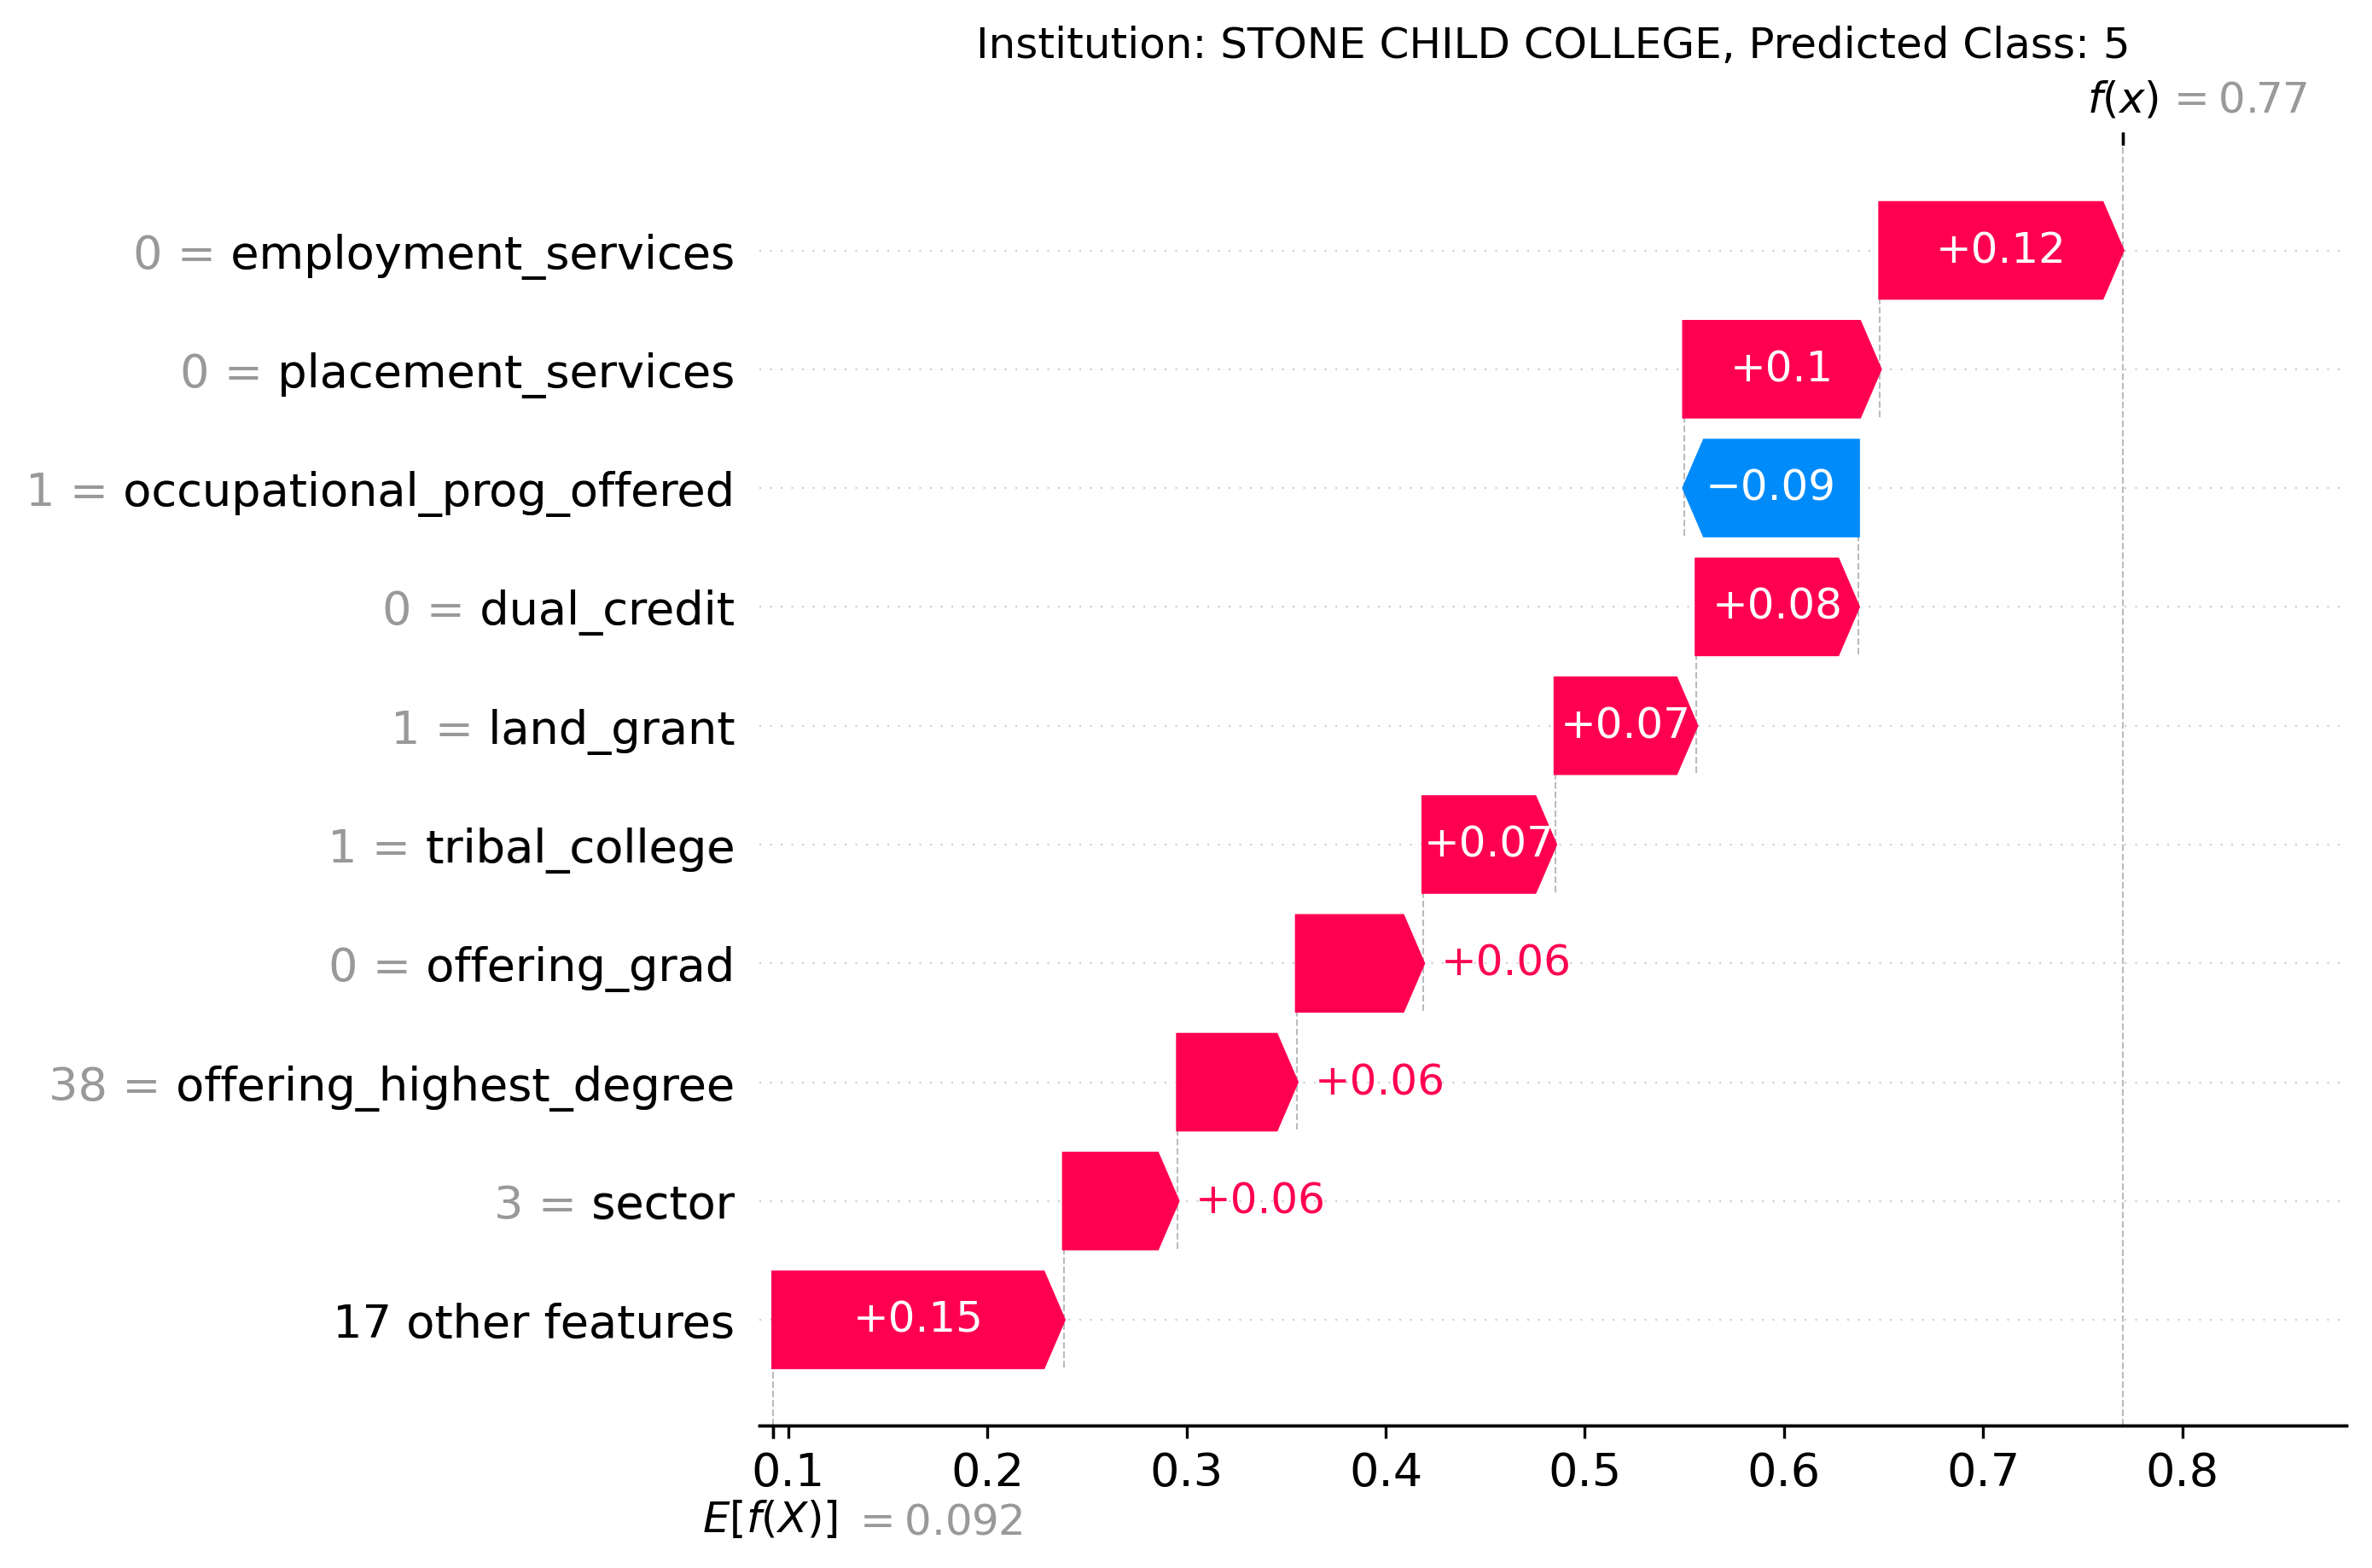 Institution: STONE CHILD COLLEGE, Predicted Class: 5
f(x) = 0.77
0 = employment_services +0.12
0 = placement_services +0.1
1 = occupational_prog_offered −0.09
0 = dual_credit +0.08
1 = land_grant +0.07
1 = tribal_college +0.07
0 = offering_grad +0.06
38 = offering_highest_degree +0.06
3 = sector +0.06
17 other features +0.15
0.1 0.2 0.3 0.4 0.5 0.6 0.7 0.8
E[f(X)] = 0.092